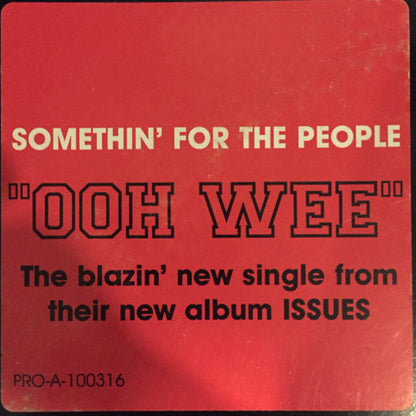 SOMETHIN' FOR THE PEOPLE
"OOH WEE"
The blazin' new single from
their new album ISSUES
PRO-A-100316